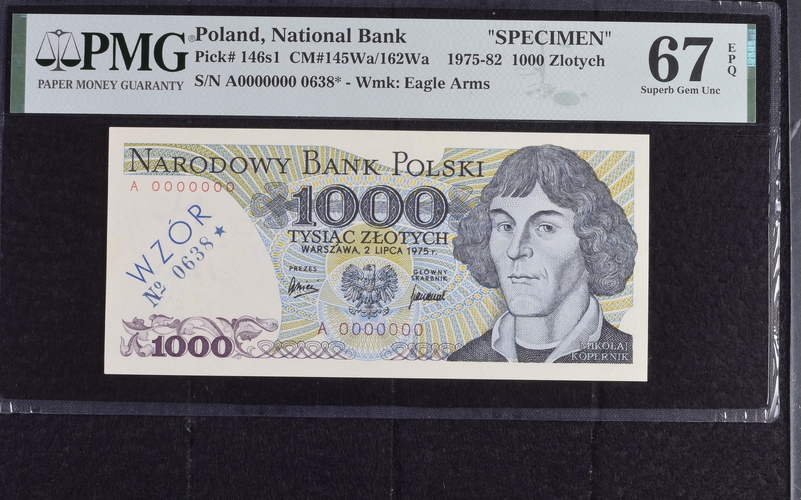 PMG®
PAPER MONEY GUARANTY
Poland, National Bank "SPECIMEN"
Pick# 146s1 CM#145Wa/162Wa 1975-82 1000 Zlotych
S/N A0000000 0638* - Wmk: Eagle Arms
67 EPQ
Superb Gem Unc
NARODOWY BANK POLSKI
A 0000000
1000
TYSIĄC ZŁOTYCH
WARSZAWA, 2 LIPCA 1975 r.
WZÓR
№ 0638 ★
PREZES GŁÓWNY SKARBNIK
A 0000000
1000
MIKOŁAJ
KOPERNIK